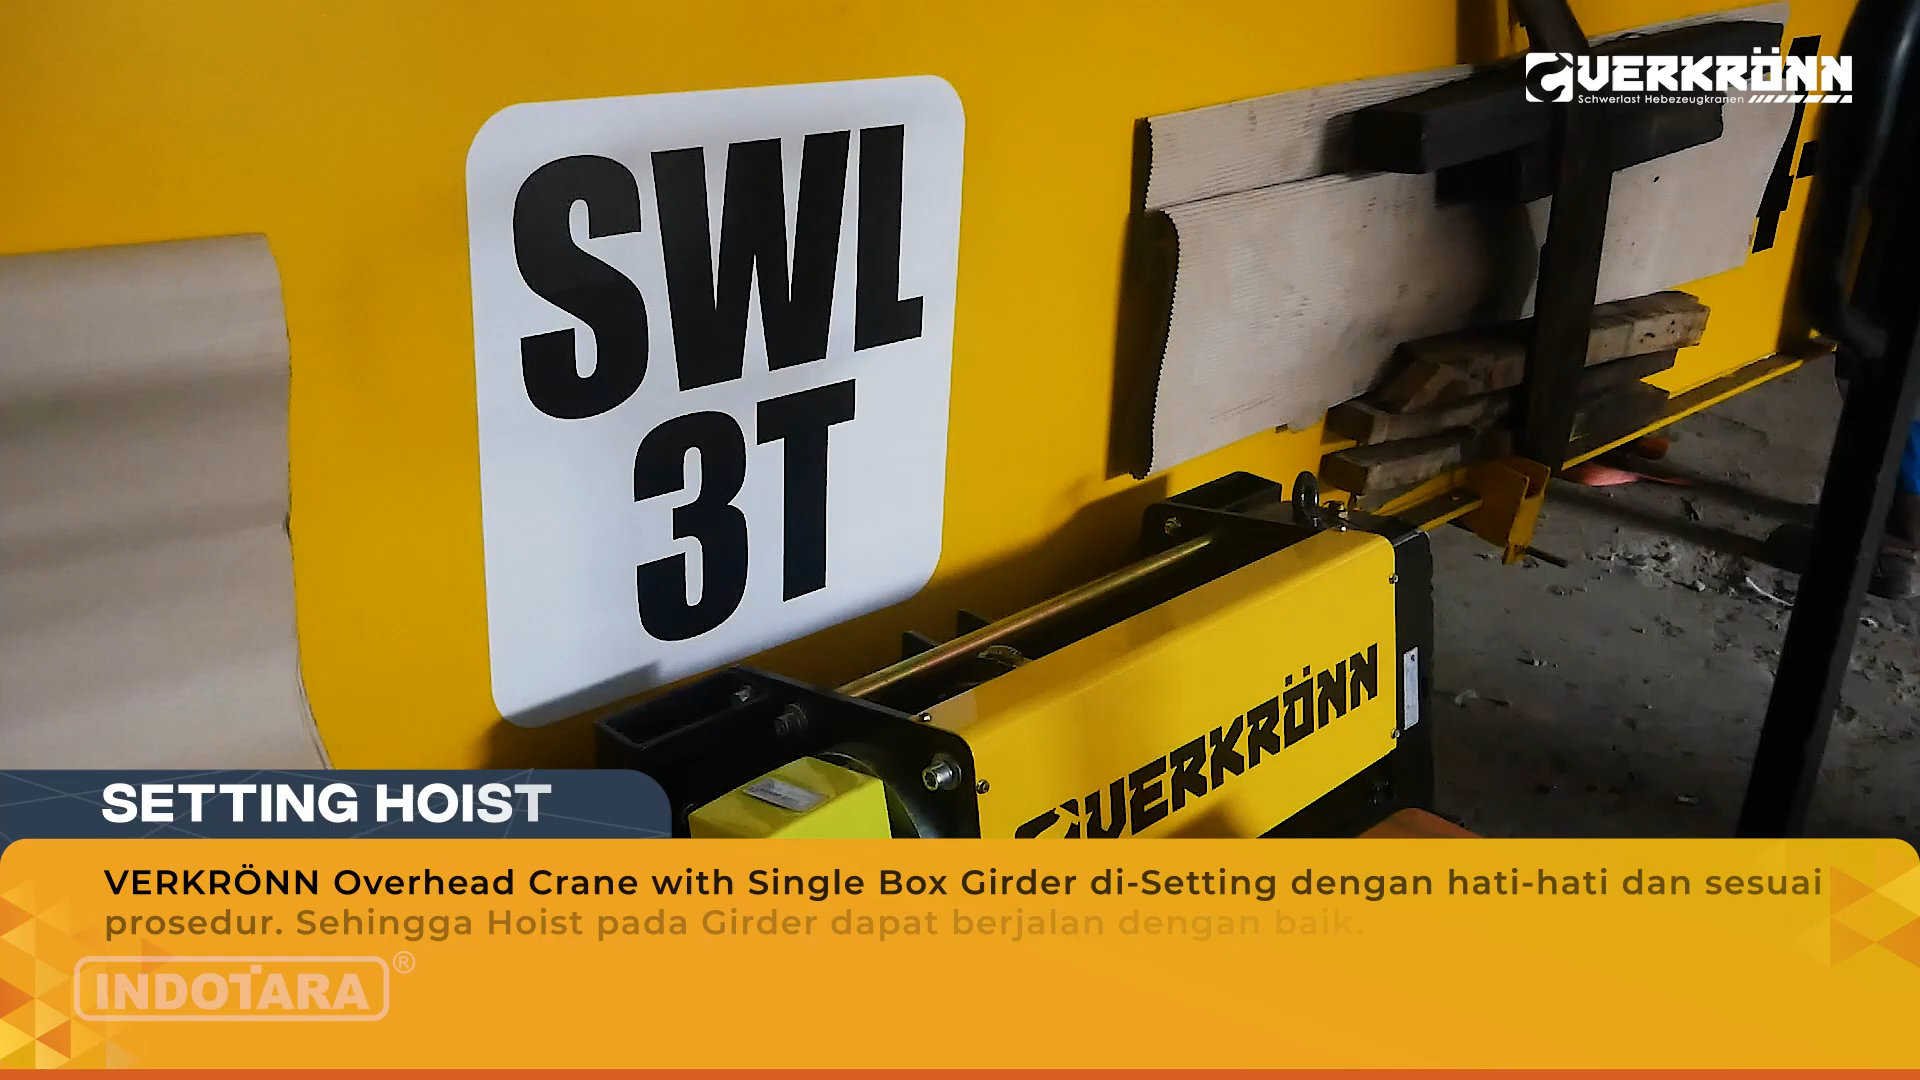 VERKRÖNN
Schwerlast Hebezeugkranen
SWL
3T
VERKRÖNN
SETTING HOIST
VERKRÖNN Overhead Crane with Single Box Girder di-Setting dengan hati-hati dan sesuai
prosedur. Sehingga Hoist pada Girder dapat berjalan dengan baik.
INDOTARA®